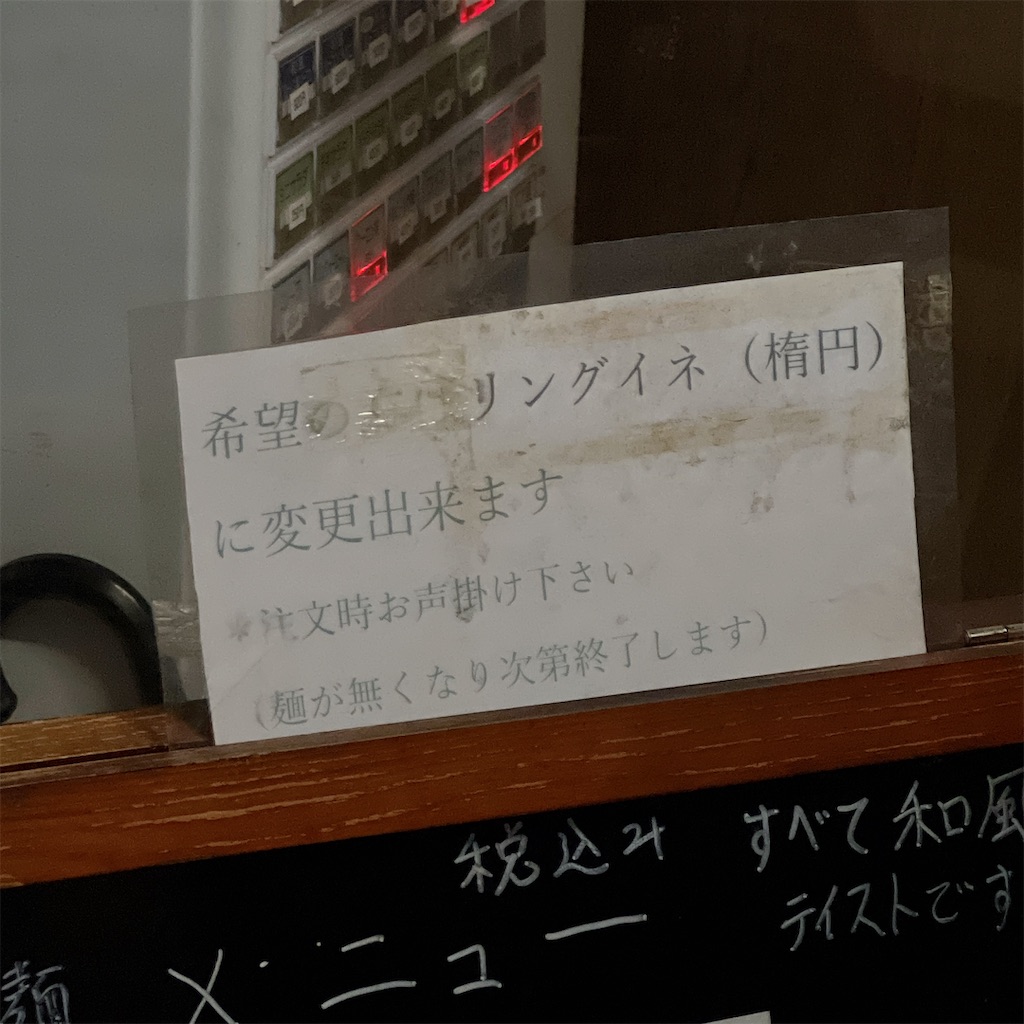 希望の リングイネ（楕円）
に変更出来ます
＊注文時お声掛け下さい
（麺が無くなり次第終了します）
税込み
すべて和風
テイストです
麺 メニュー